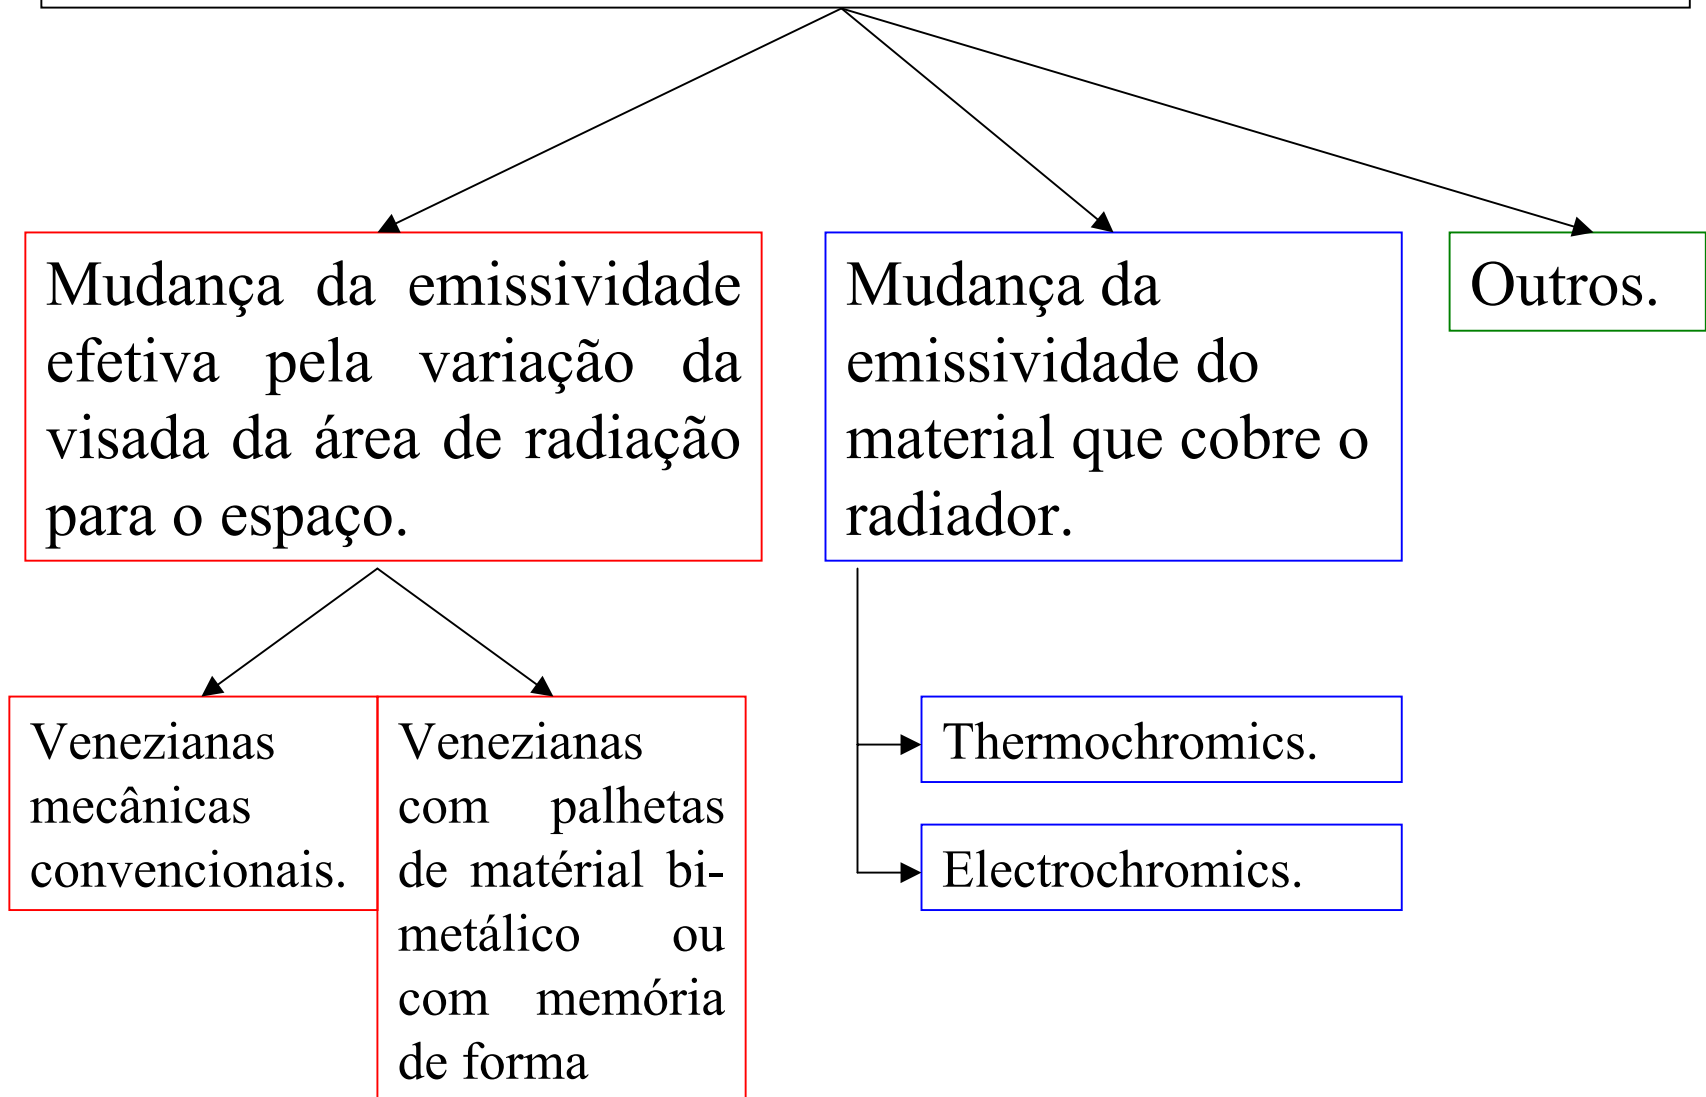 Mudança da emissividade
efetiva pela variação da
visada da área de radiação
para o espaço.
Mudança da
emissividade do
material que cobre o
radiador.
Outros.
Venezianas
mecânicas
convencionais.
Venezianas
com palhetas
de matérial bi-
metálico ou
com memória
de forma
Thermochromics.
Electrochromics.